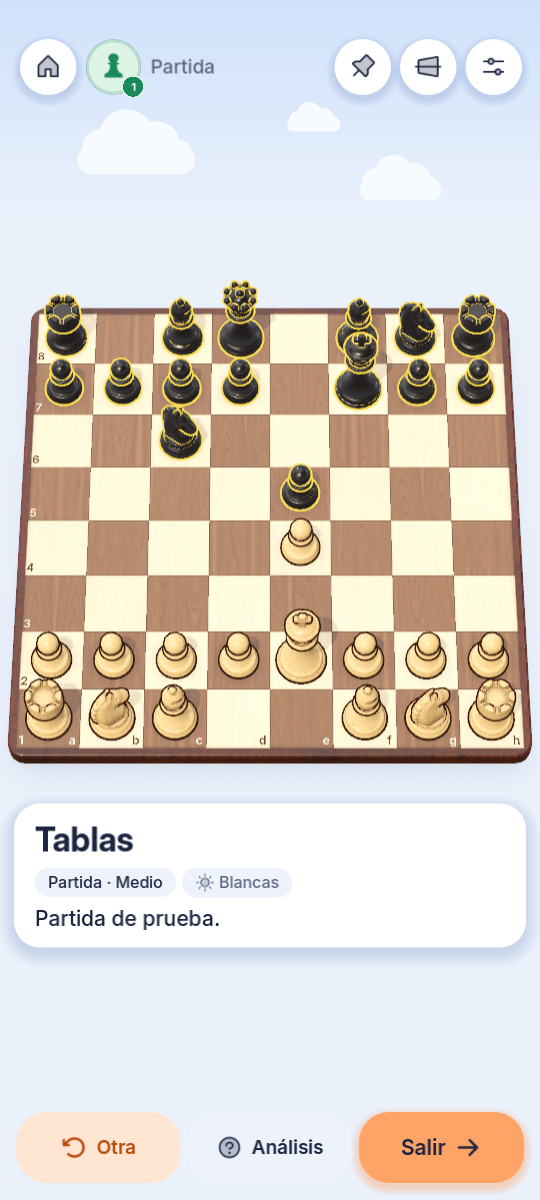 Partida
1
8
7
6
5
4
3
2
1 a b c d e f g h
Tablas
Partida · Medio
Blancas
Partida de prueba.
Otra
? Análisis
Salir →